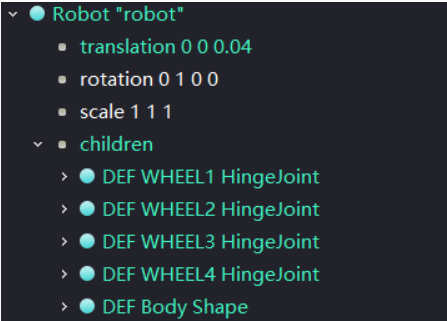 Robot "robot"
translation 0 0 0.04
rotation 0 1 0 0
scale 1 1 1
children
DEF WHEEL1 HingeJoint
DEF WHEEL2 HingeJoint
DEF WHEEL3 HingeJoint
DEF WHEEL4 HingeJoint
DEF Body Shape